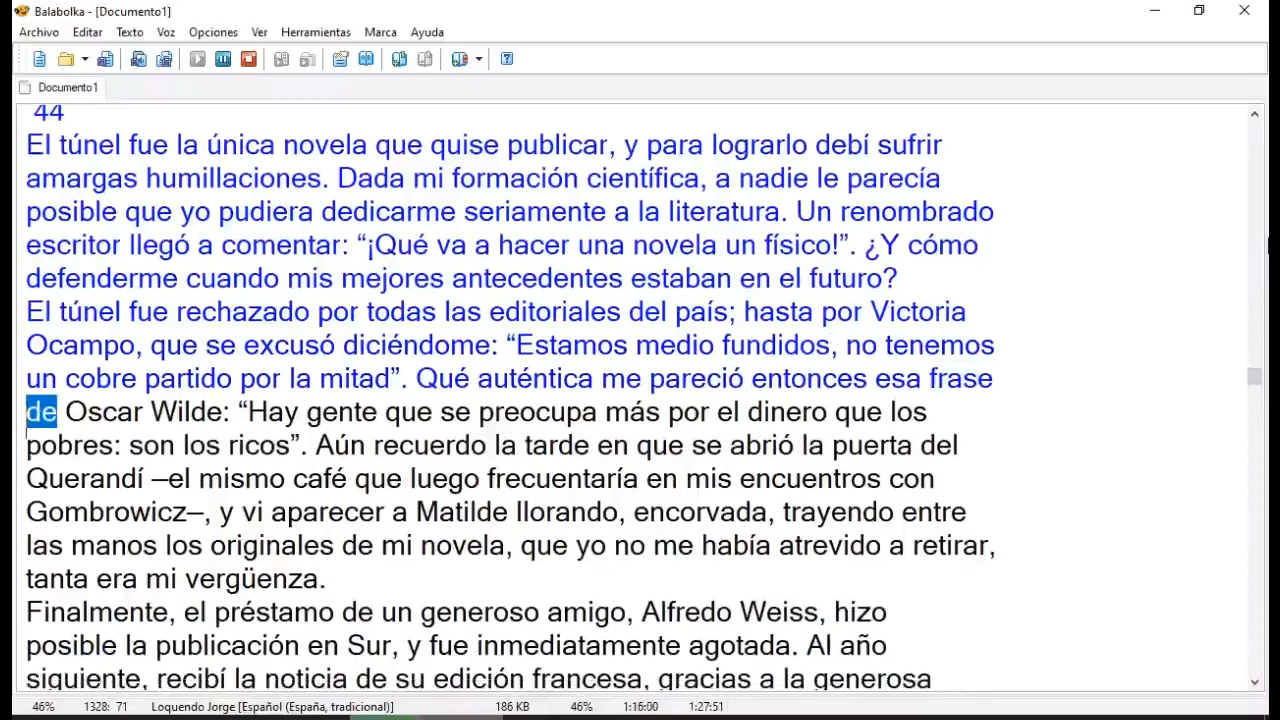 Balabolka - [Documento1]
Archivo Editar Texto Voz Opciones Ver Herramientas Marca Ayuda
Documento1
44
El túnel fue la única novela que quise publicar, y para lograrlo debí sufrir
amargas humillaciones. Dada mi formación científica, a nadie le parecía
posible que yo pudiera dedicarme seriamente a la literatura. Un renombrado
escritor llegó a comentar: “¡Qué va a hacer una novela un físico!”. ¿Y cómo
defenderme cuando mis mejores antecedentes estaban en el futuro?
El túnel fue rechazado por todas las editoriales del país; hasta por Victoria
Ocampo, que se excusó diciéndome: “Estamos medio fundidos, no tenemos
un cobre partido por la mitad”. Qué auténtica me pareció entonces esa frase
de Oscar Wilde: “Hay gente que se preocupa más por el dinero que los
pobres: son los ricos”. Aún recuerdo la tarde en que se abrió la puerta del
Querandí —el mismo café que luego frecuentaría en mis encuentros con
Gombrowicz—, y vi aparecer a Matilde llorando, encorvada, trayendo entre
las manos los originales de mi novela, que yo no me había atrevido a retirar,
tanta era mi vergüenza.
Finalmente, el préstamo de un generoso amigo, Alfredo Weiss, hizo
posible la publicación en Sur, y fue inmediatamente agotada. Al año
siguiente, recibí la noticia de su edición francesa, gracias a la generosa
46% 1328: 71 Loquendo Jorge [Español (España, tradicional)] 186 KB 46% 1:16:00 1:27:51